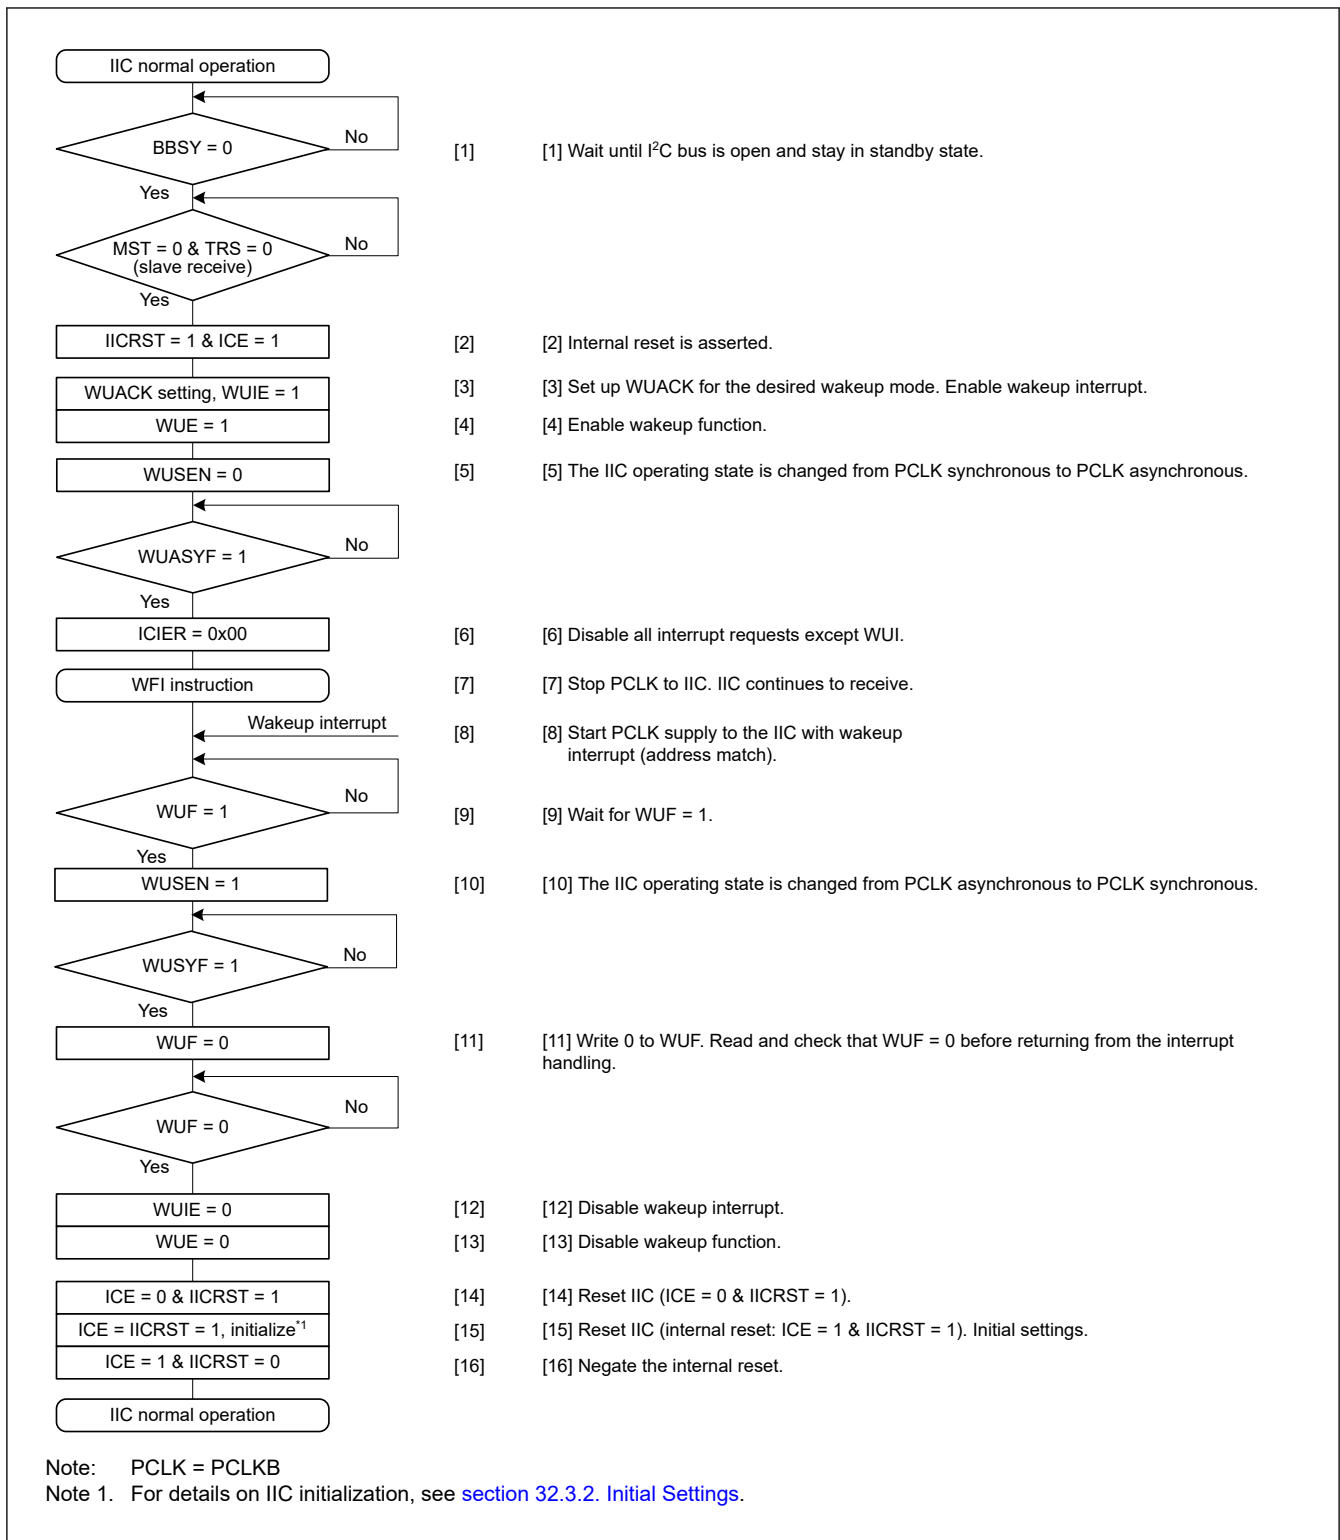 IIC normal operation
BBSY = 0
No
[1] [1] Wait until I²C bus is open and stay in standby state.
Yes
MST = 0 & TRS = 0
(slave receive)
No
Yes
IICRST = 1 & ICE = 1
[2] [2] Internal reset is asserted.
WUACK setting, WUIE = 1
[3] [3] Set up WUACK for the desired wakeup mode. Enable wakeup interrupt.
WUE = 1
[4] [4] Enable wakeup function.
WUSEN = 0
[5] [5] The IIC operating state is changed from PCLK synchronous to PCLK asynchronous.
WUASYF = 1
No
Yes
ICIER = 0x00
[6] [6] Disable all interrupt requests except WUI.
WFI instruction
[7] [7] Stop PCLK to IIC. IIC continues to receive.
Wakeup interrupt
[8] [8] Start PCLK supply to the IIC with wakeup
interrupt (address match).
WUF = 1
No
[9] [9] Wait for WUF = 1.
Yes
WUSEN = 1
[10] [10] The IIC operating state is changed from PCLK asynchronous to PCLK synchronous.
WUSYF = 1
No
Yes
WUF = 0
[11] [11] Write 0 to WUF. Read and check that WUF = 0 before returning from the interrupt
handling.
WUF = 0
No
Yes
WUIE = 0
[12] [12] Disable wakeup interrupt.
WUE = 0
[13] [13] Disable wakeup function.
ICE = 0 & IICRST = 1
[14] [14] Reset IIC (ICE = 0 & IICRST = 1).
ICE = IICRST = 1, initialize*1
[15] [15] Reset IIC (internal reset: ICE = 1 & IICRST = 1). Initial settings.
ICE = 1 & IICRST = 0
[16] [16] Negate the internal reset.
IIC normal operation
Note: PCLK = PCLKB
Note 1. For details on IIC initialization, see section 32.3.2. Initial Settings.